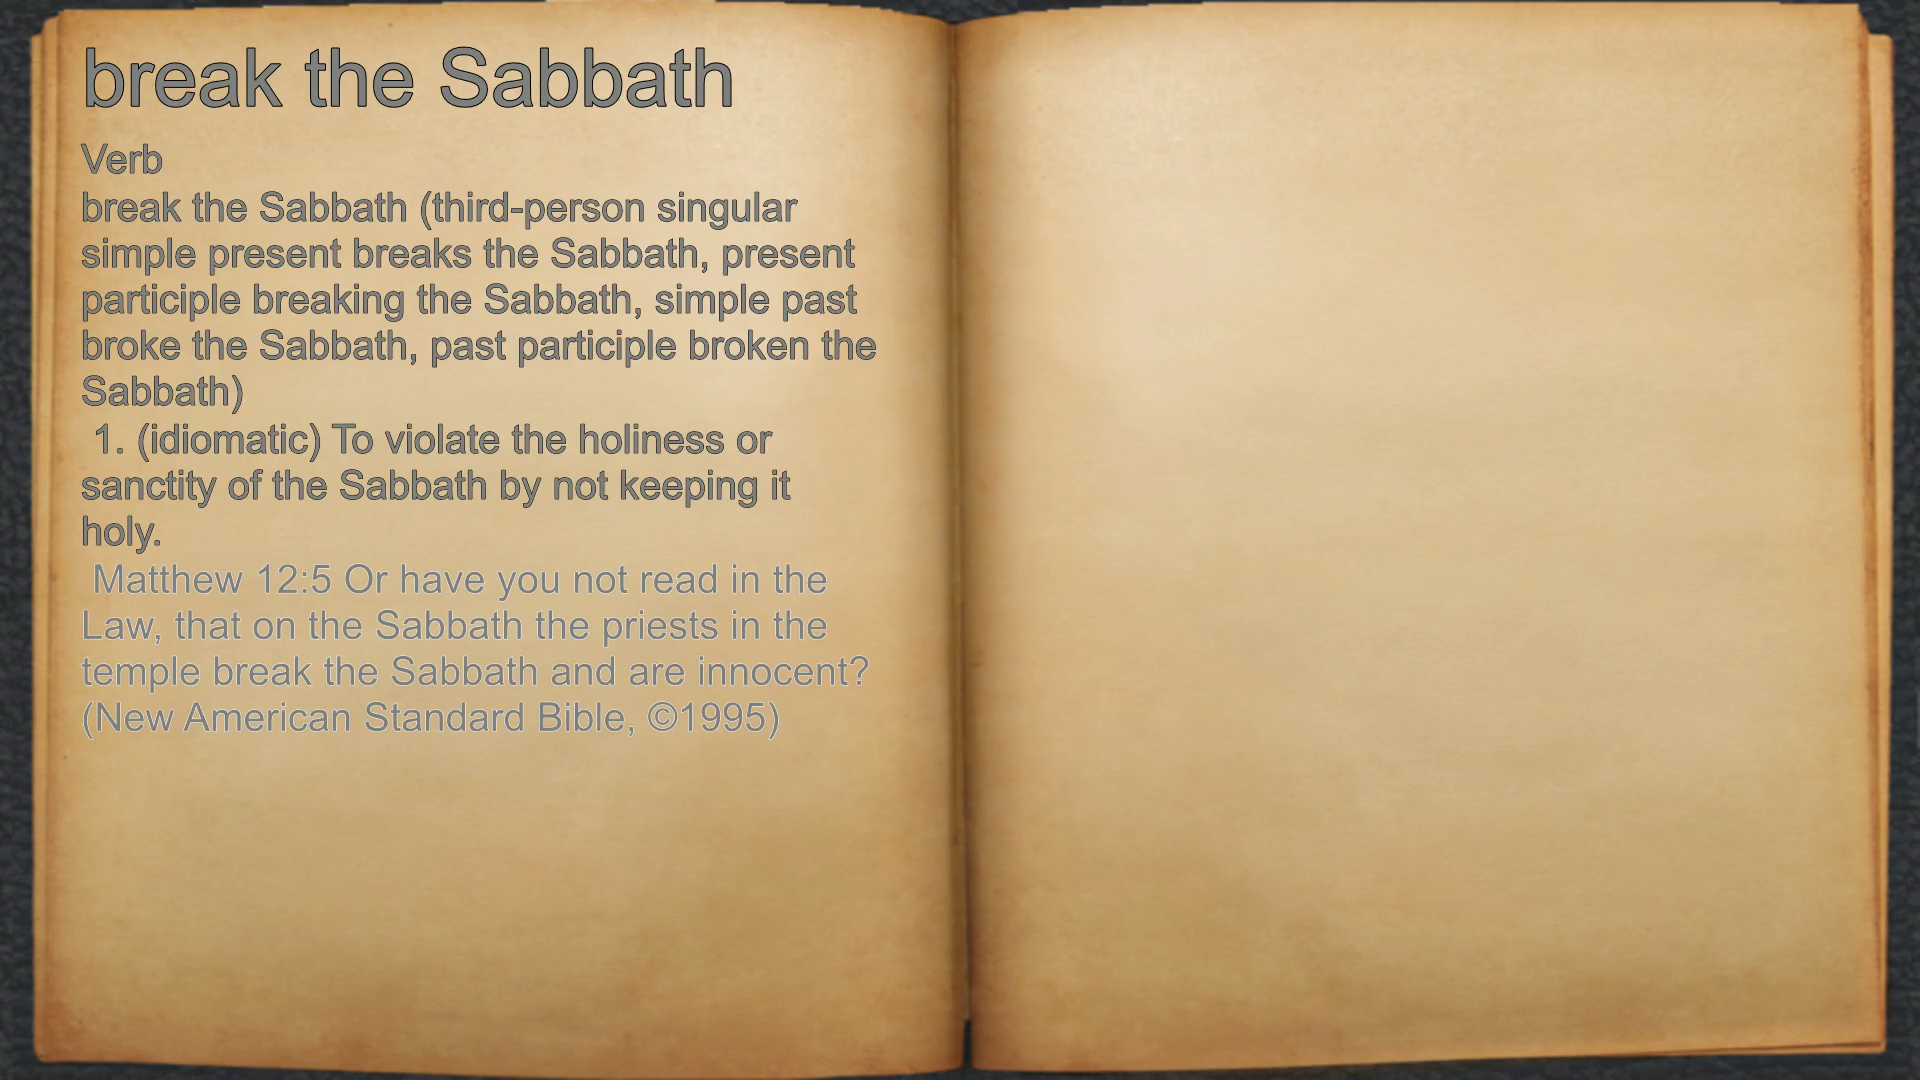 break the Sabbath
Verb
break the Sabbath (third-person singular
simple present breaks the Sabbath, present
participle breaking the Sabbath, simple past
broke the Sabbath, past participle broken the
Sabbath)
1. (idiomatic) To violate the holiness or
sanctity of the Sabbath by not keeping it
holy.
Matthew 12:5 Or have you not read in the
Law, that on the Sabbath the priests in the
temple break the Sabbath and are innocent?
(New American Standard Bible, ©1995)